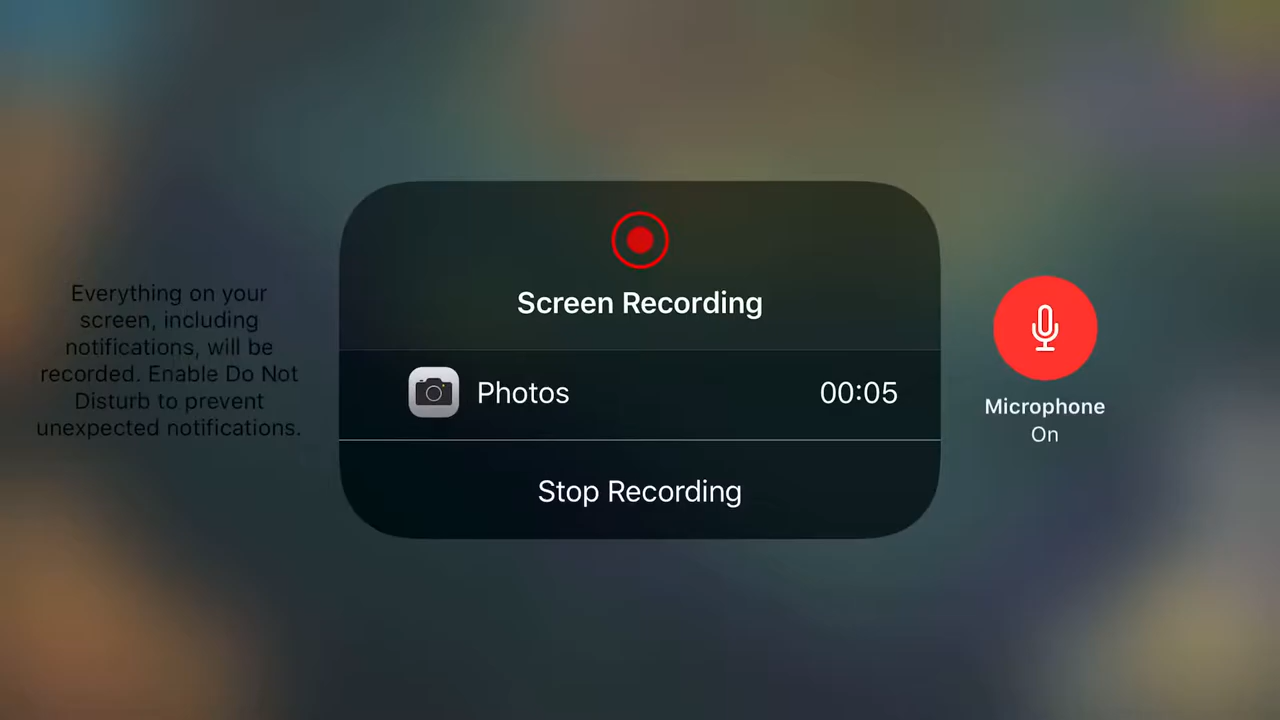 Everything on your
screen, including
notifications, will be
recorded. Enable Do Not
Disturb to prevent
unexpected notifications.
Screen Recording
Photos 00:05
Stop Recording
Microphone
On